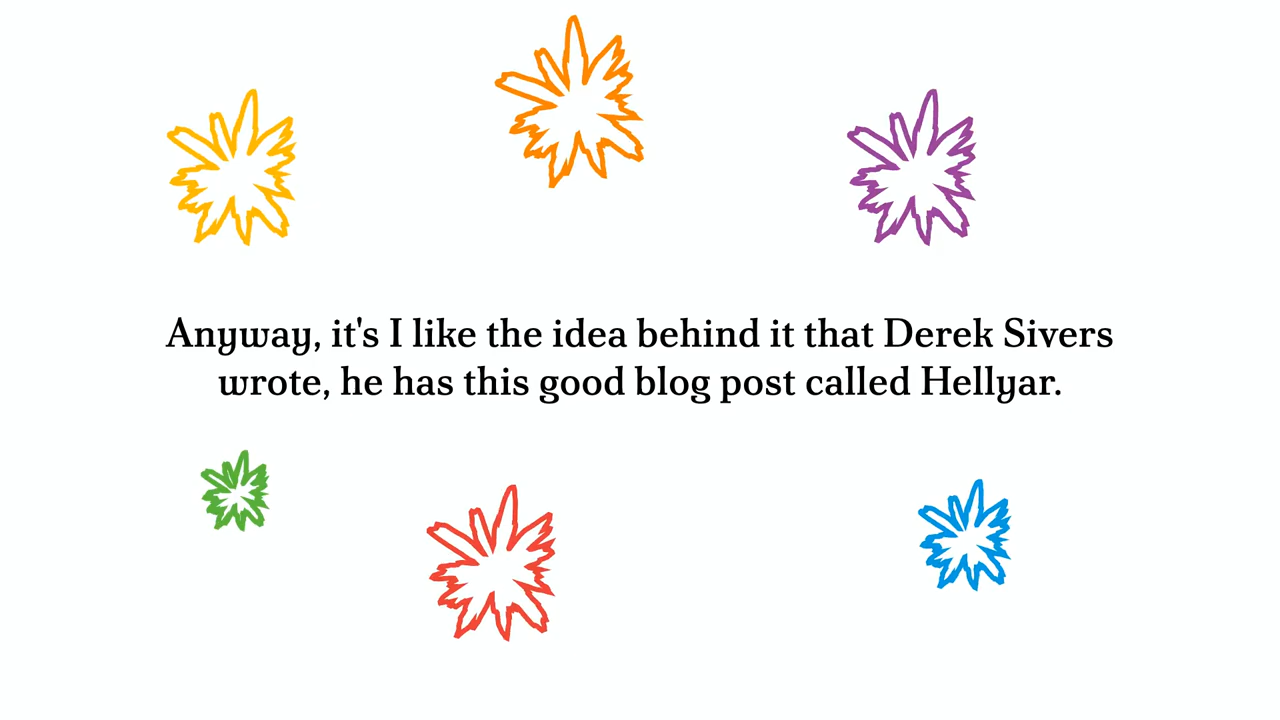 Anyway, it's I like the idea behind it that Derek Sivers
wrote, he has this good blog post called Hellyar.